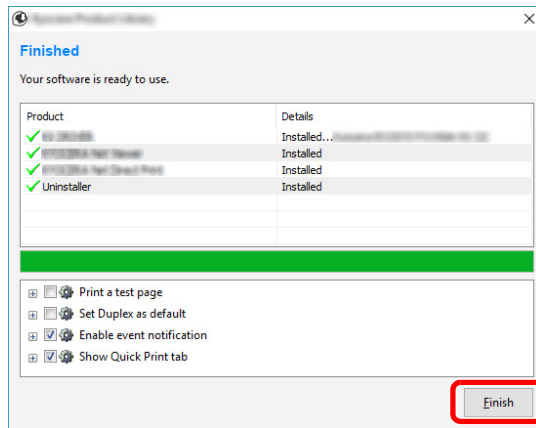 Finished
Your software is ready to use.
Product Details
Installed...
Installed
Installed
Uninstaller Installed
Print a test page
Set Duplex as default
Enable event notification
Show Quick Print tab
Finish